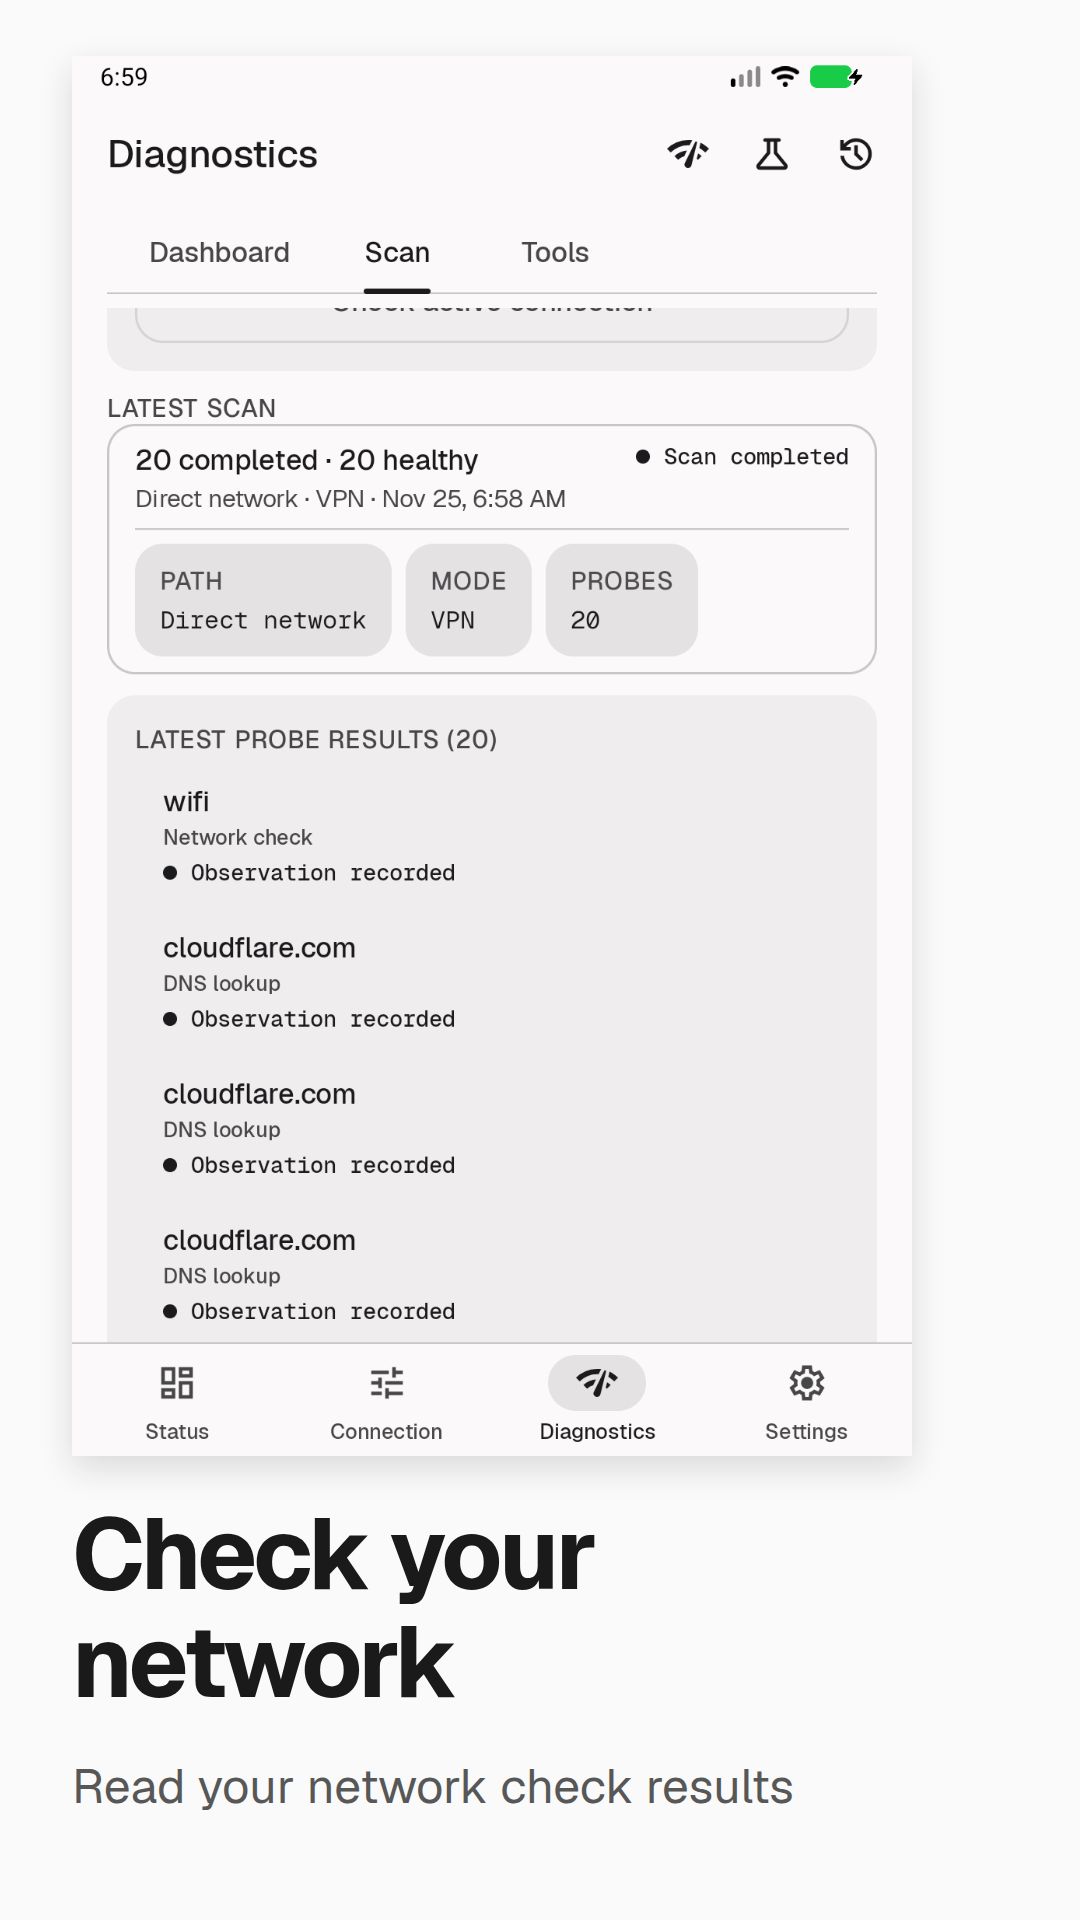 6:59
Diagnostics
Dashboard
Scan
Tools
Check active connection
LATEST SCAN
20 completed · 20 healthy
Scan completed
Direct network · VPN · Nov 25, 6:58 AM
PATH
Direct network
MODE
VPN
PROBES
20
LATEST PROBE RESULTS (20)
wifi
Network check
Observation recorded
cloudflare.com
DNS lookup
Observation recorded
cloudflare.com
DNS lookup
Observation recorded
cloudflare.com
DNS lookup
Observation recorded
Status
Connection
Diagnostics
Settings
Check your
network
Read your network check results